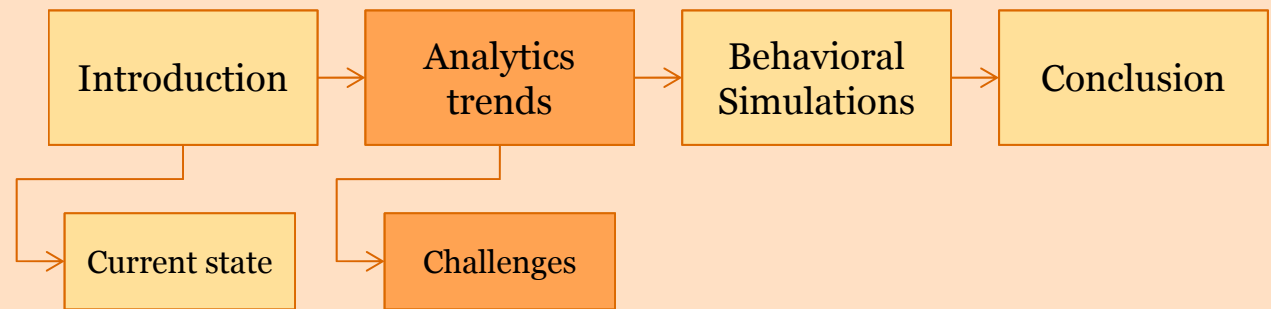 Introduction
Analytics
trends
Behavioral
Simulations
Conclusion
Current state
Challenges